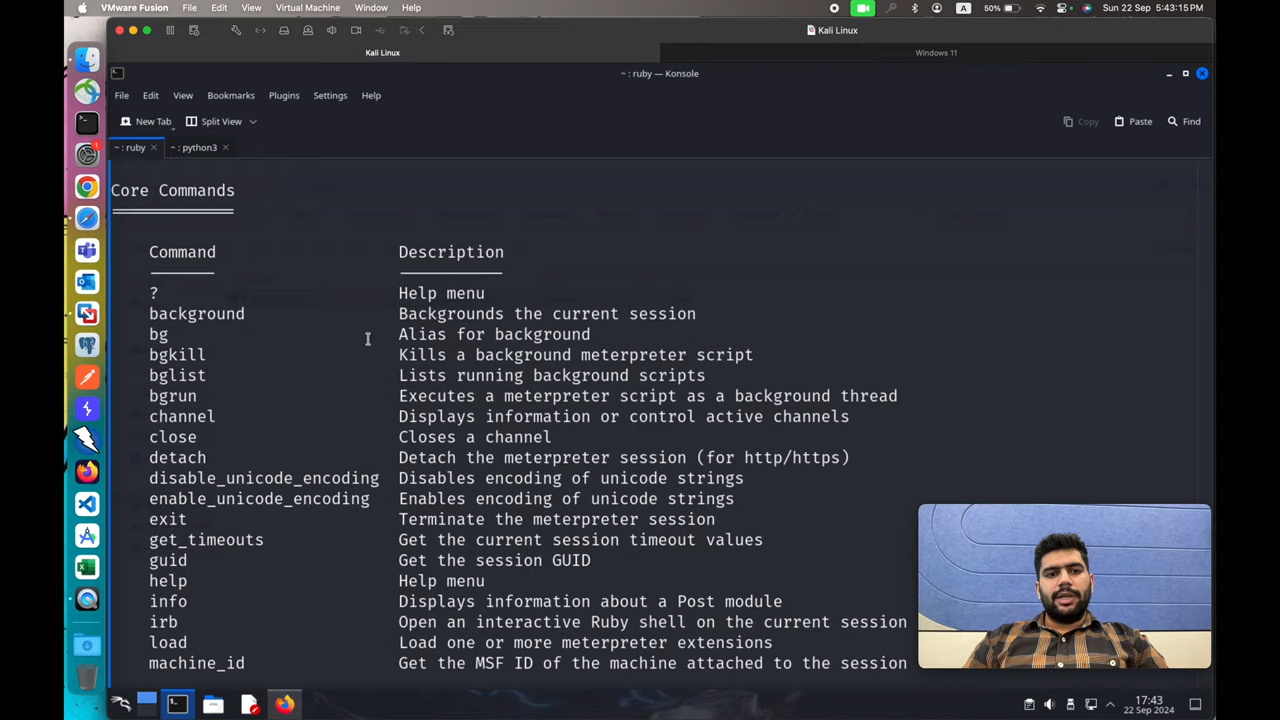 VMware Fusion File Edit View Virtual Machine Window Help
A 50% Sun 22 Sep 5:43:15 PM
Kali Linux
Kali Linux Windows 11
~ : ruby — Konsole
File Edit View Bookmarks Plugins Settings Help
New Tab Split View Copy Paste Find
~ : ruby ~ : python3
Core Commands
Command Description
? Help menu
background Backgrounds the current session
bg Alias for background
bgkill Kills a background meterpreter script
bglist Lists running background scripts
bgrun Executes a meterpreter script as a background thread
channel Displays information or control active channels
close Closes a channel
detach Detach the meterpreter session (for http/https)
disable_unicode_encoding Disables encoding of unicode strings
enable_unicode_encoding Enables encoding of unicode strings
exit Terminate the meterpreter session
get_timeouts Get the current session timeout values
guid Get the session GUID
help Help menu
info Displays information about a Post module
irb Open an interactive Ruby shell on the current session
load Load one or more meterpreter extensions
machine_id Get the MSF ID of the machine attached to the session
17:43
22 Sep 2024